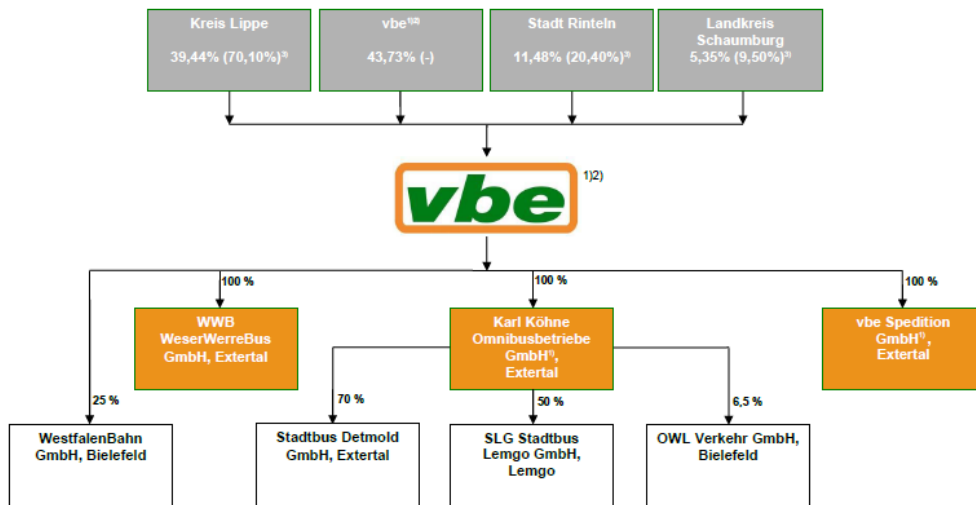 Kreis Lippe
39,44% (70,10%)³⁾
vbe¹⁾²⁾
43,73% (-)
Stadt Rinteln
11,48% (20,40%)³⁾
Landkreis
Schaumburg
5,35% (9,50%)³⁾
vbe
1)2)
100 %
100 %
100 %
WWB
WeserWerreBus
GmbH, Extertal
Karl Köhne
Omnibusbetriebe
GmbH¹⁾,
Extertal
vbe Spedition
GmbH¹⁾,
Extertal
25 %
70 %
50 %
6,5 %
WestfalenBahn
GmbH, Bielefeld
Stadtbus Detmold
GmbH, Extertal
SLG Stadtbus
Lemgo GmbH,
Lemgo
OWL Verkehr GmbH,
Bielefeld